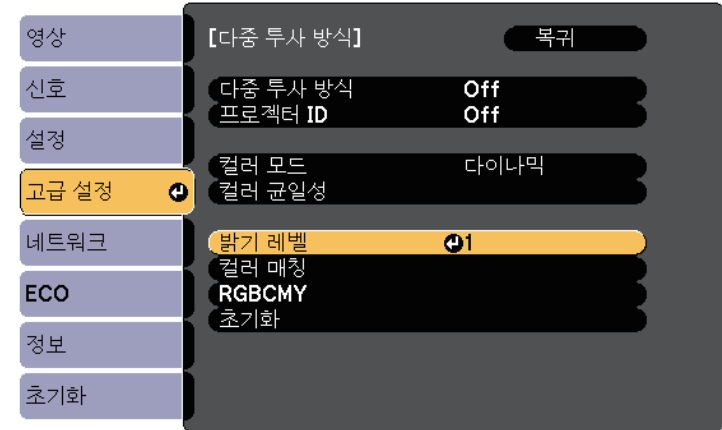 영상
신호
설정
고급 설정
네트워크
ECO
정보
초기화
[다중 투사 방식] 복귀
다중 투사 방식 Off
프로젝터 ID Off
컬러 모드 다이나믹
컬러 균일성
밝기 레벨 1
컬러 매칭
RGBCMY
초기화